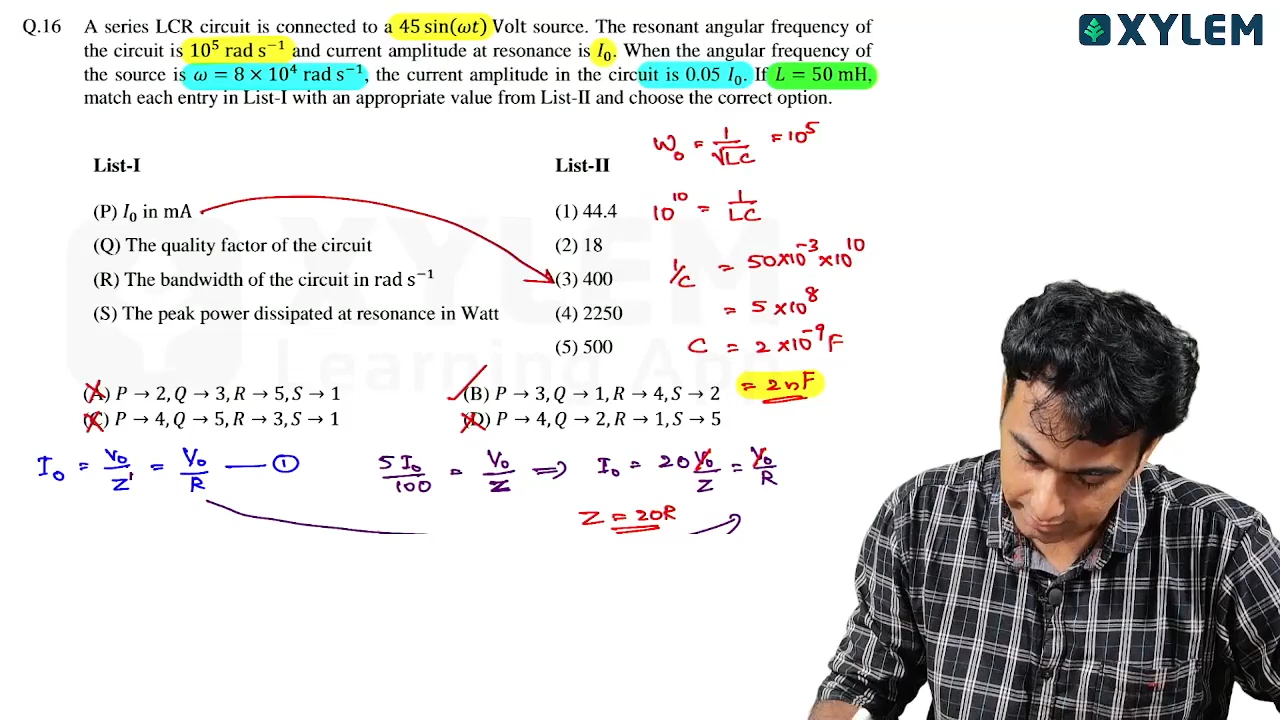 XYLEM
Q.16 A series LCR circuit is connected to a 45 sin(ωt) Volt source. The resonant angular frequency of
the circuit is 10⁵ rad s⁻¹ and current amplitude at resonance is I₀. When the angular frequency of
the source is ω = 8 × 10⁴ rad s⁻¹, the current amplitude in the circuit is 0.05 I₀. If L = 50 mH,
match each entry in List-I with an appropriate value from List-II and choose the correct option.
ω₀ = 1/√LC = 10⁵
List-I List-II
(P) I₀ in mA (1) 44.4 10¹⁰ = 1/LC
(Q) The quality factor of the circuit (2) 18
(R) The bandwidth of the circuit in rad s⁻¹ (3) 400 1/C = 50×10⁻³×10¹⁰
(S) The peak power dissipated at resonance in Watt (4) 2250 = 5×10⁸
(5) 500 C = 2×10⁻⁹F
XYLEM
Learning App
(A) P → 2, Q → 3, R → 5, S → 1 (B) P → 3, Q → 1, R → 4, S → 2 = 2nF
(C) P → 4, Q → 5, R → 3, S → 1 (D) P → 4, Q → 2, R → 1, S → 5
I₀ = V₀/Z = V₀/R — ① 5I₀/100 = V₀/Z ⇒ I₀ = 20 V₀/Z = V₀/R
Z = 20R